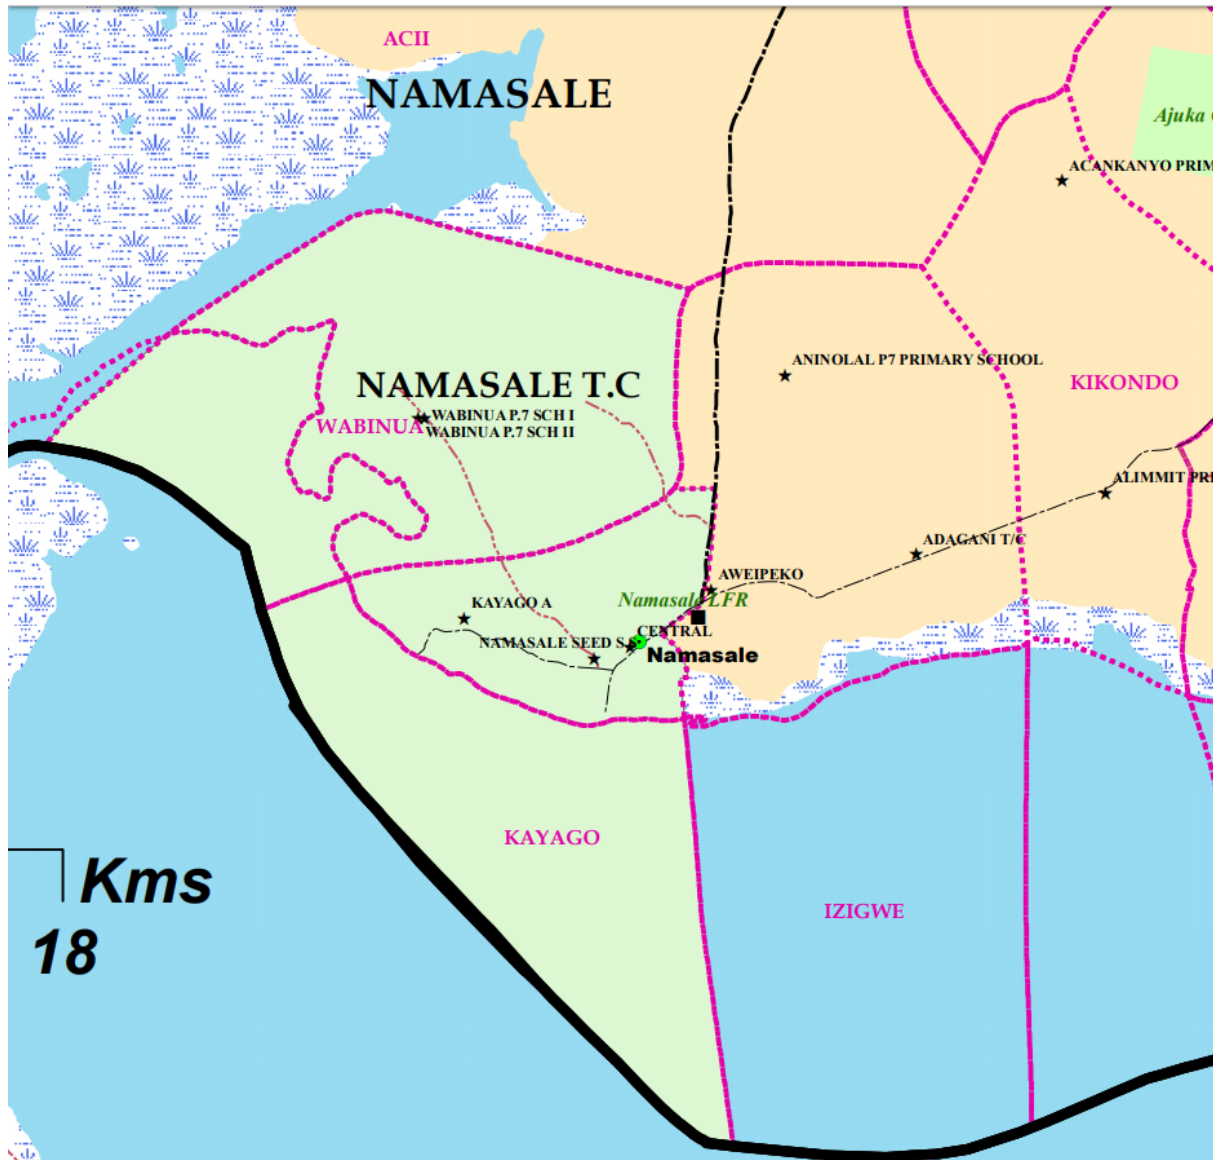 ACII
NAMASALE
Ajuka
ACANKANYO PRIM
ANINOLAL P7 PRIMARY SCHOOL
KIKONDO
NAMASALE T.C
WABINUA
WABINUA P.7 SCH I
WABINUA P.7 SCH II
ALIMMIT PRI
ADAGANI T/C
AWEIPEKO
Namasale LFR
KAYAGO A
CENTRAL
NAMASALE SEED S.S
Namasale
KAYAGO
Kms
18
IZIGWE